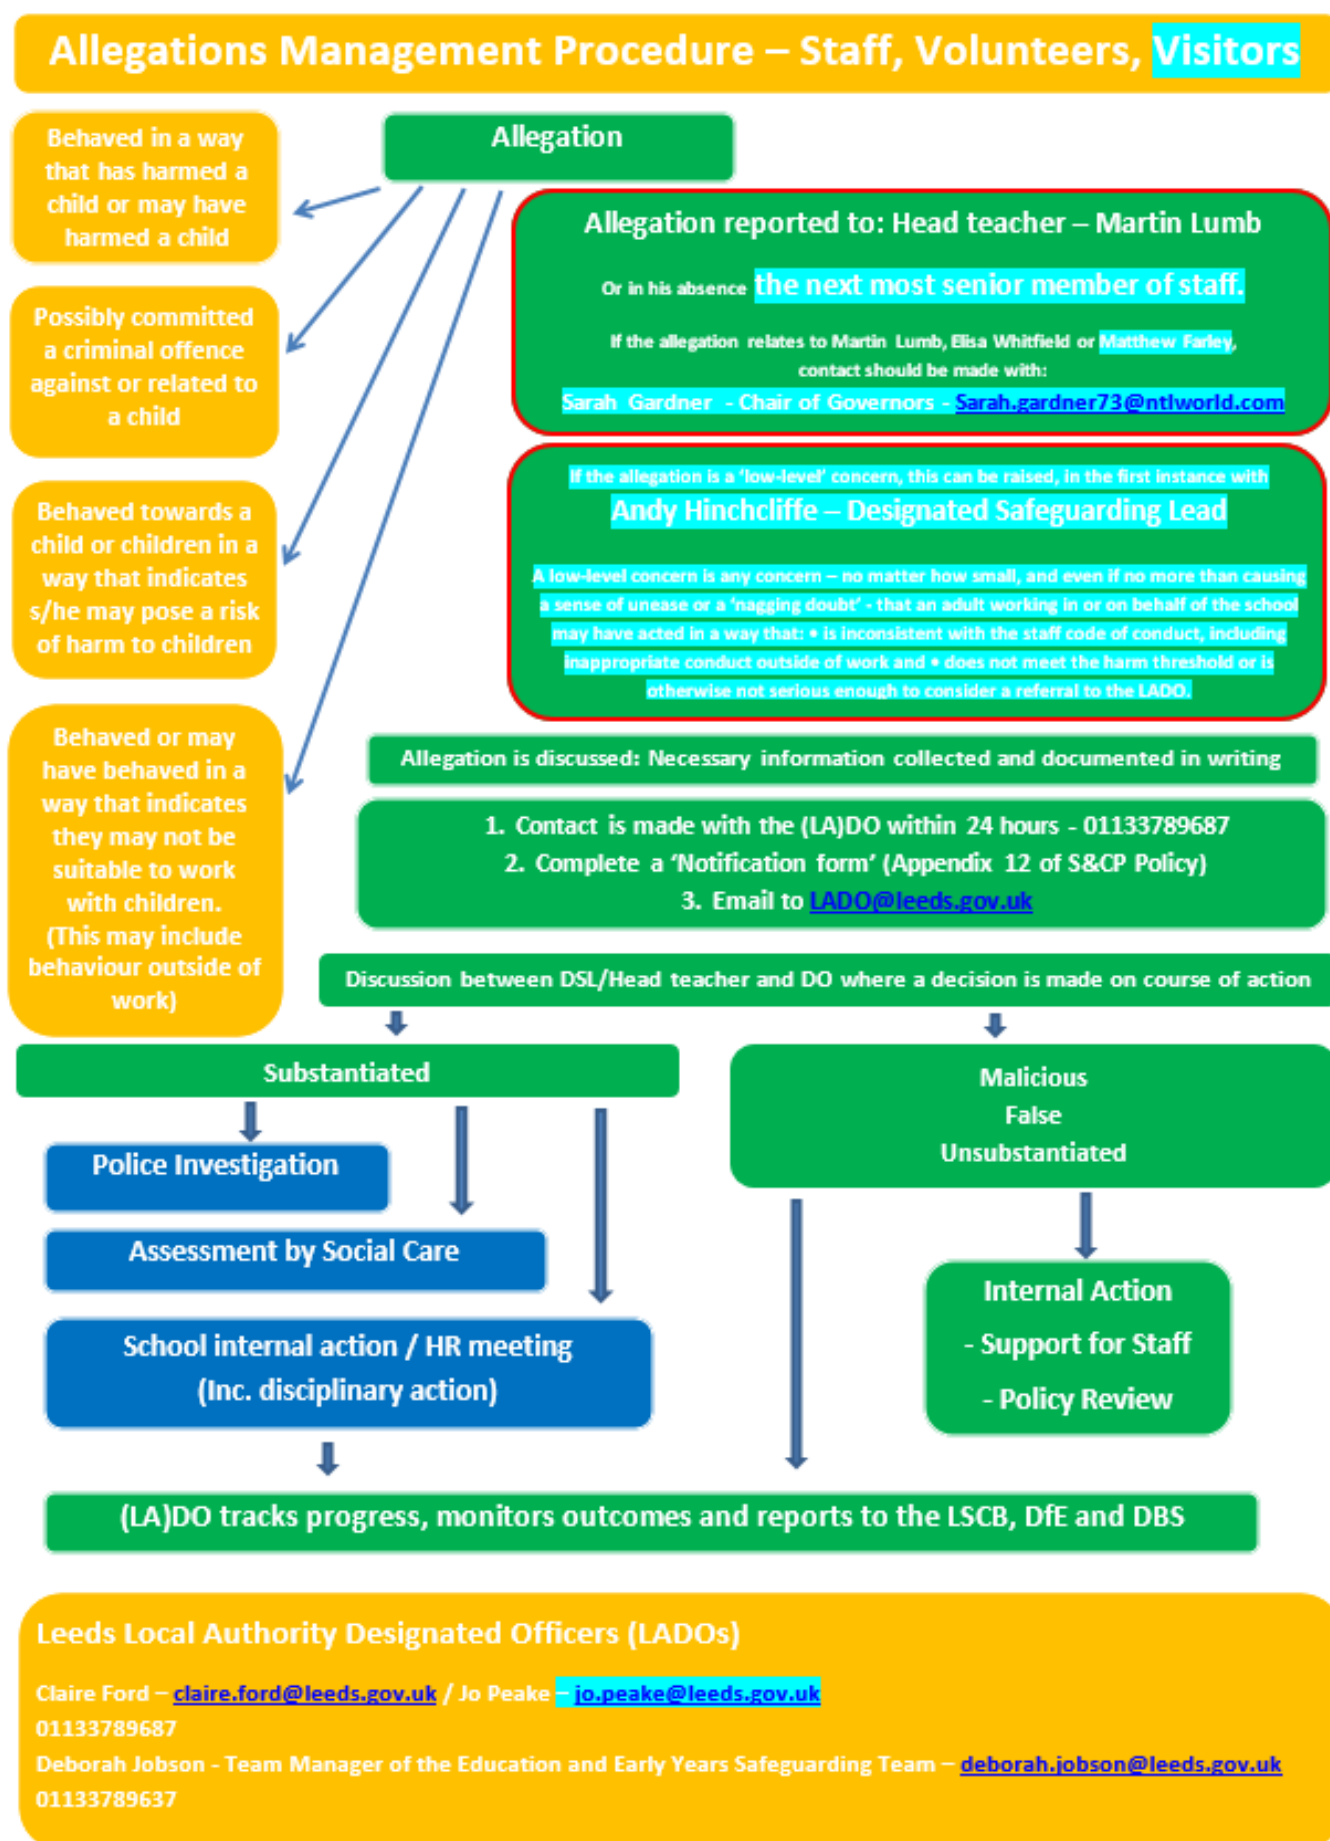 Allegations Management Procedure – Staff, Volunteers, Visitors
Allegation
Behaved in a way
that has harmed a
child or may have
harmed a child
Possibly committed
a criminal offence
against or related to
a child
Behaved towards a
child or children in a
way that indicates
s/he may pose a risk
of harm to children
Behaved or may
have behaved in a
way that indicates
they may not be
suitable to work
with children.
(This may include
behaviour outside of
work)
Allegation reported to: Head teacher – Martin Lumb
Or in his absence the next most senior member of staff.
If the allegation relates to Martin Lumb, Elisa Whitfield or Matthew Farley,
contact should be made with:
Sarah Gardner - Chair of Governors - Sarah.gardner73@ntlworld.com
If the allegation is a ‘low-level’ concern, this can be raised, in the first instance with
Andy Hinchcliffe – Designated Safeguarding Lead
A low-level concern is any concern – no matter how small, and even if no more than causing
a sense of unease or a ‘nagging doubt’ - that an adult working in or on behalf of the school
may have acted in a way that: • is inconsistent with the staff code of conduct, including
inappropriate conduct outside of work and • does not meet the harm threshold or is
otherwise not serious enough to consider a referral to the LADO.
Allegation is discussed: Necessary information collected and documented in writing
1. Contact is made with the (LA)DO within 24 hours - 01133789687
2. Complete a ‘Notification form’ (Appendix 12 of S&CP Policy)
3. Email to LADO@leeds.gov.uk
Discussion between DSL/Head teacher and DO where a decision is made on course of action
Substantiated
Police Investigation
Assessment by Social Care
School internal action / HR meeting
(Inc. disciplinary action)
Malicious
False
Unsubstantiated
Internal Action
- Support for Staff
- Policy Review
(LA)DO tracks progress, monitors outcomes and reports to the LSCB, DfE and DBS
Leeds Local Authority Designated Officers (LADOs)
Claire Ford – claire.ford@leeds.gov.uk / Jo Peake – jo.peake@leeds.gov.uk
01133789687
Deborah Jobson - Team Manager of the Education and Early Years Safeguarding Team – deborah.jobson@leeds.gov.uk
01133789637